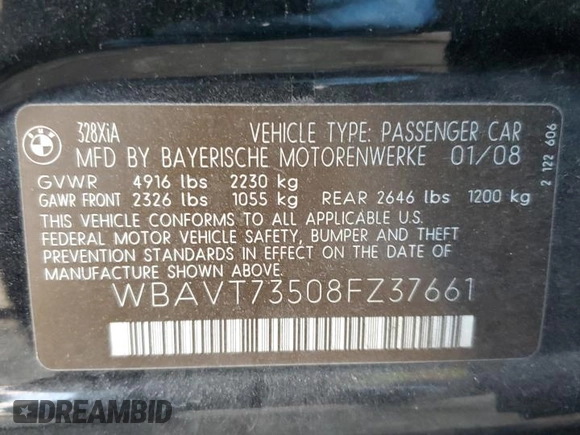 BMW
328XiA VEHICLE TYPE: PASSENGER CAR
MFD BY BAYERISCHE MOTORENWERKE 01/08
GVWR 4916 lbs 2230 kg
GAWR FRONT 2326 lbs 1055 kg REAR 2646 lbs 1200 kg
THIS VEHICLE CONFORMS TO ALL APPLICABLE U.S.
FEDERAL MOTOR VEHICLE SAFETY, BUMPER AND THEFT
PREVENTION STANDARDS IN EFFECT ON THE DATE OF
MANUFACTURE SHOWN ABOVE.
WBAVT73508FZ37661
2 122 606
DREAMBID